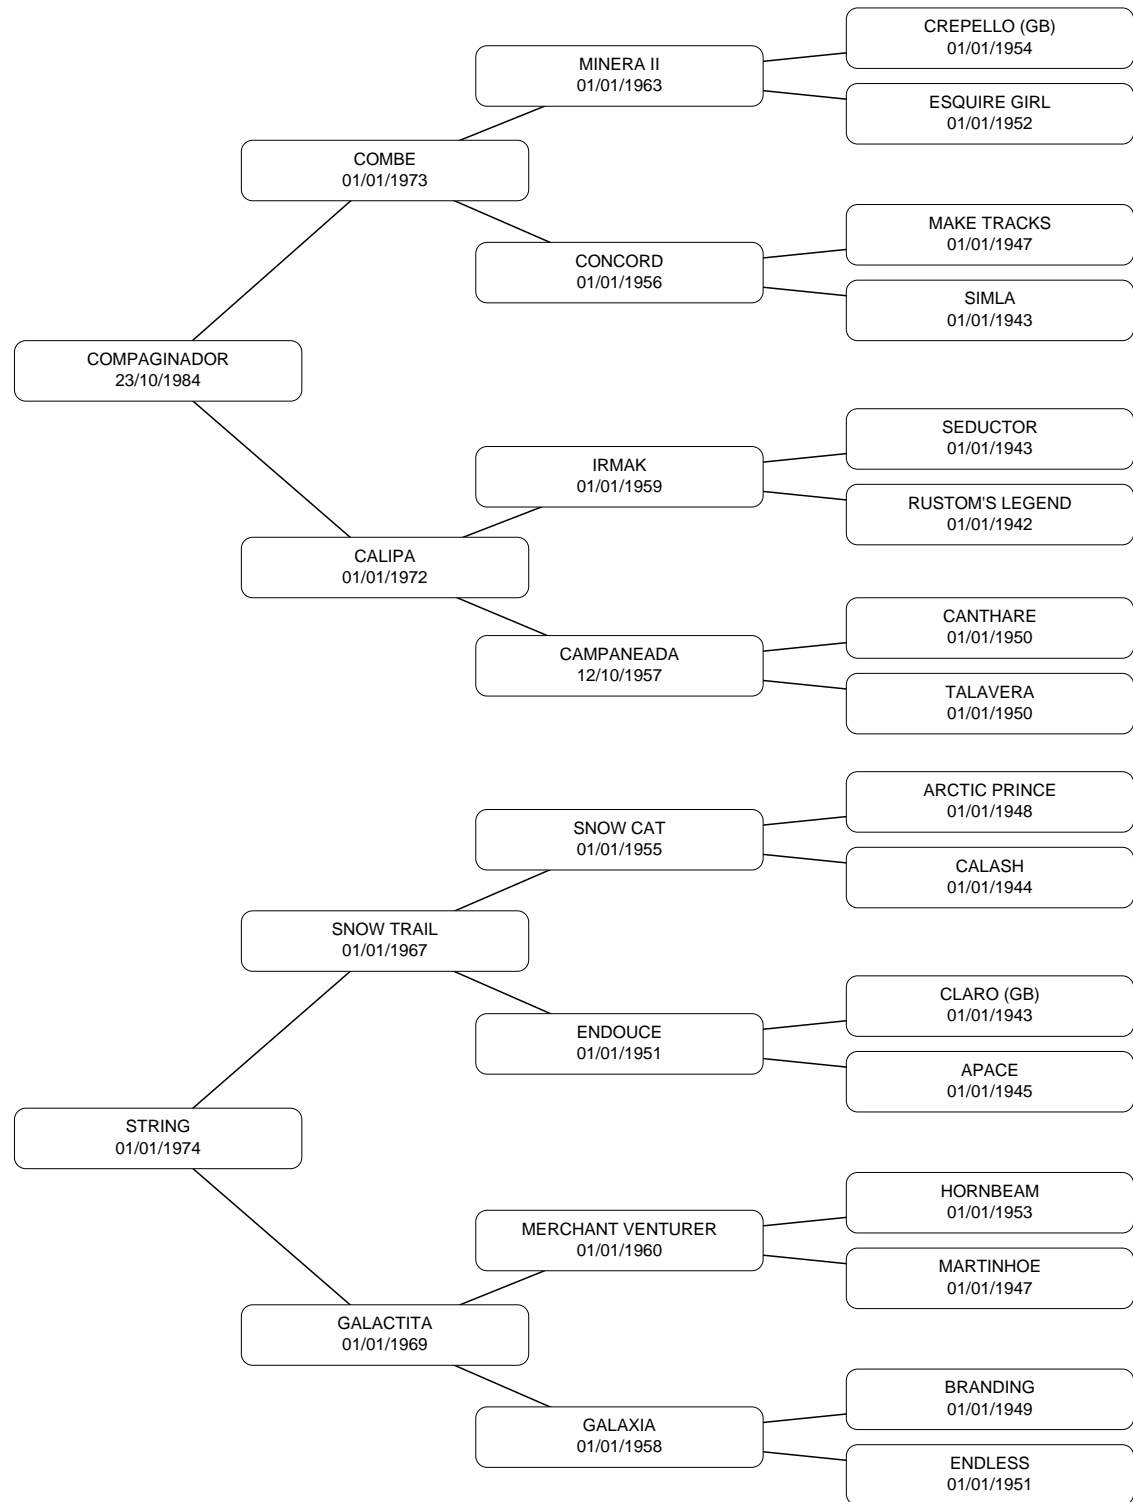 CREPELLO (GB)
01/01/1954
MINERA II
01/01/1963
ESQUIRE GIRL
01/01/1952
COMBE
01/01/1973
MAKE TRACKS
01/01/1947
CONCORD
01/01/1956
SIMLA
01/01/1943
COMPAGINADOR
23/10/1984
SEDUCTOR
01/01/1943
IRMAK
01/01/1959
RUSTOM'S LEGEND
01/01/1942
CALIPA
01/01/1972
CANTHARE
01/01/1950
CAMPANEADA
12/10/1957
TALAVERA
01/01/1950
ARCTIC PRINCE
01/01/1948
SNOW CAT
01/01/1955
CALASH
01/01/1944
SNOW TRAIL
01/01/1967
CLARO (GB)
01/01/1943
ENDOUCE
01/01/1951
APACE
01/01/1945
STRING
01/01/1974
HORNBEAM
01/01/1953
MERCHANT VENTURER
01/01/1960
MARTINHOE
01/01/1947
GALACTITA
01/01/1969
BRANDING
01/01/1949
GALAXIA
01/01/1958
ENDLESS
01/01/1951